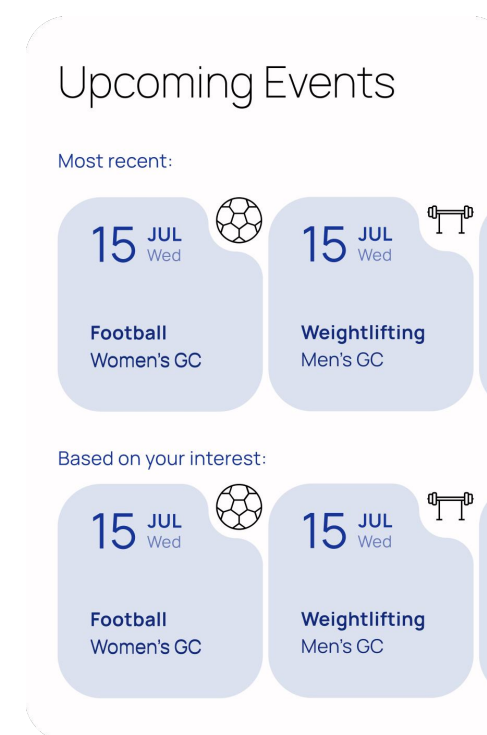 Upcoming Events
Most recent:
15 JUL Wed
Football
Women's GC
15 JUL Wed
Weightlifting
Men's GC
Based on your interest:
15 JUL Wed
Football
Women's GC
15 JUL Wed
Weightlifting
Men's GC